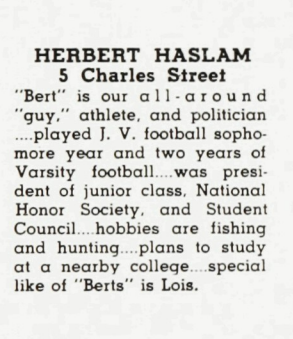 HERBERT HASLAM
5 Charles Street
"Bert" is our all-around
"guy," athlete, and politician
....played J. V. football sopho-
more year and two years of
Varsity football....was presi-
dent of junior class, National
Honor Society, and Student
Council....hobbies are fishing
and hunting....plans to study
at a nearby college....special
like of "Berts" is Lois.